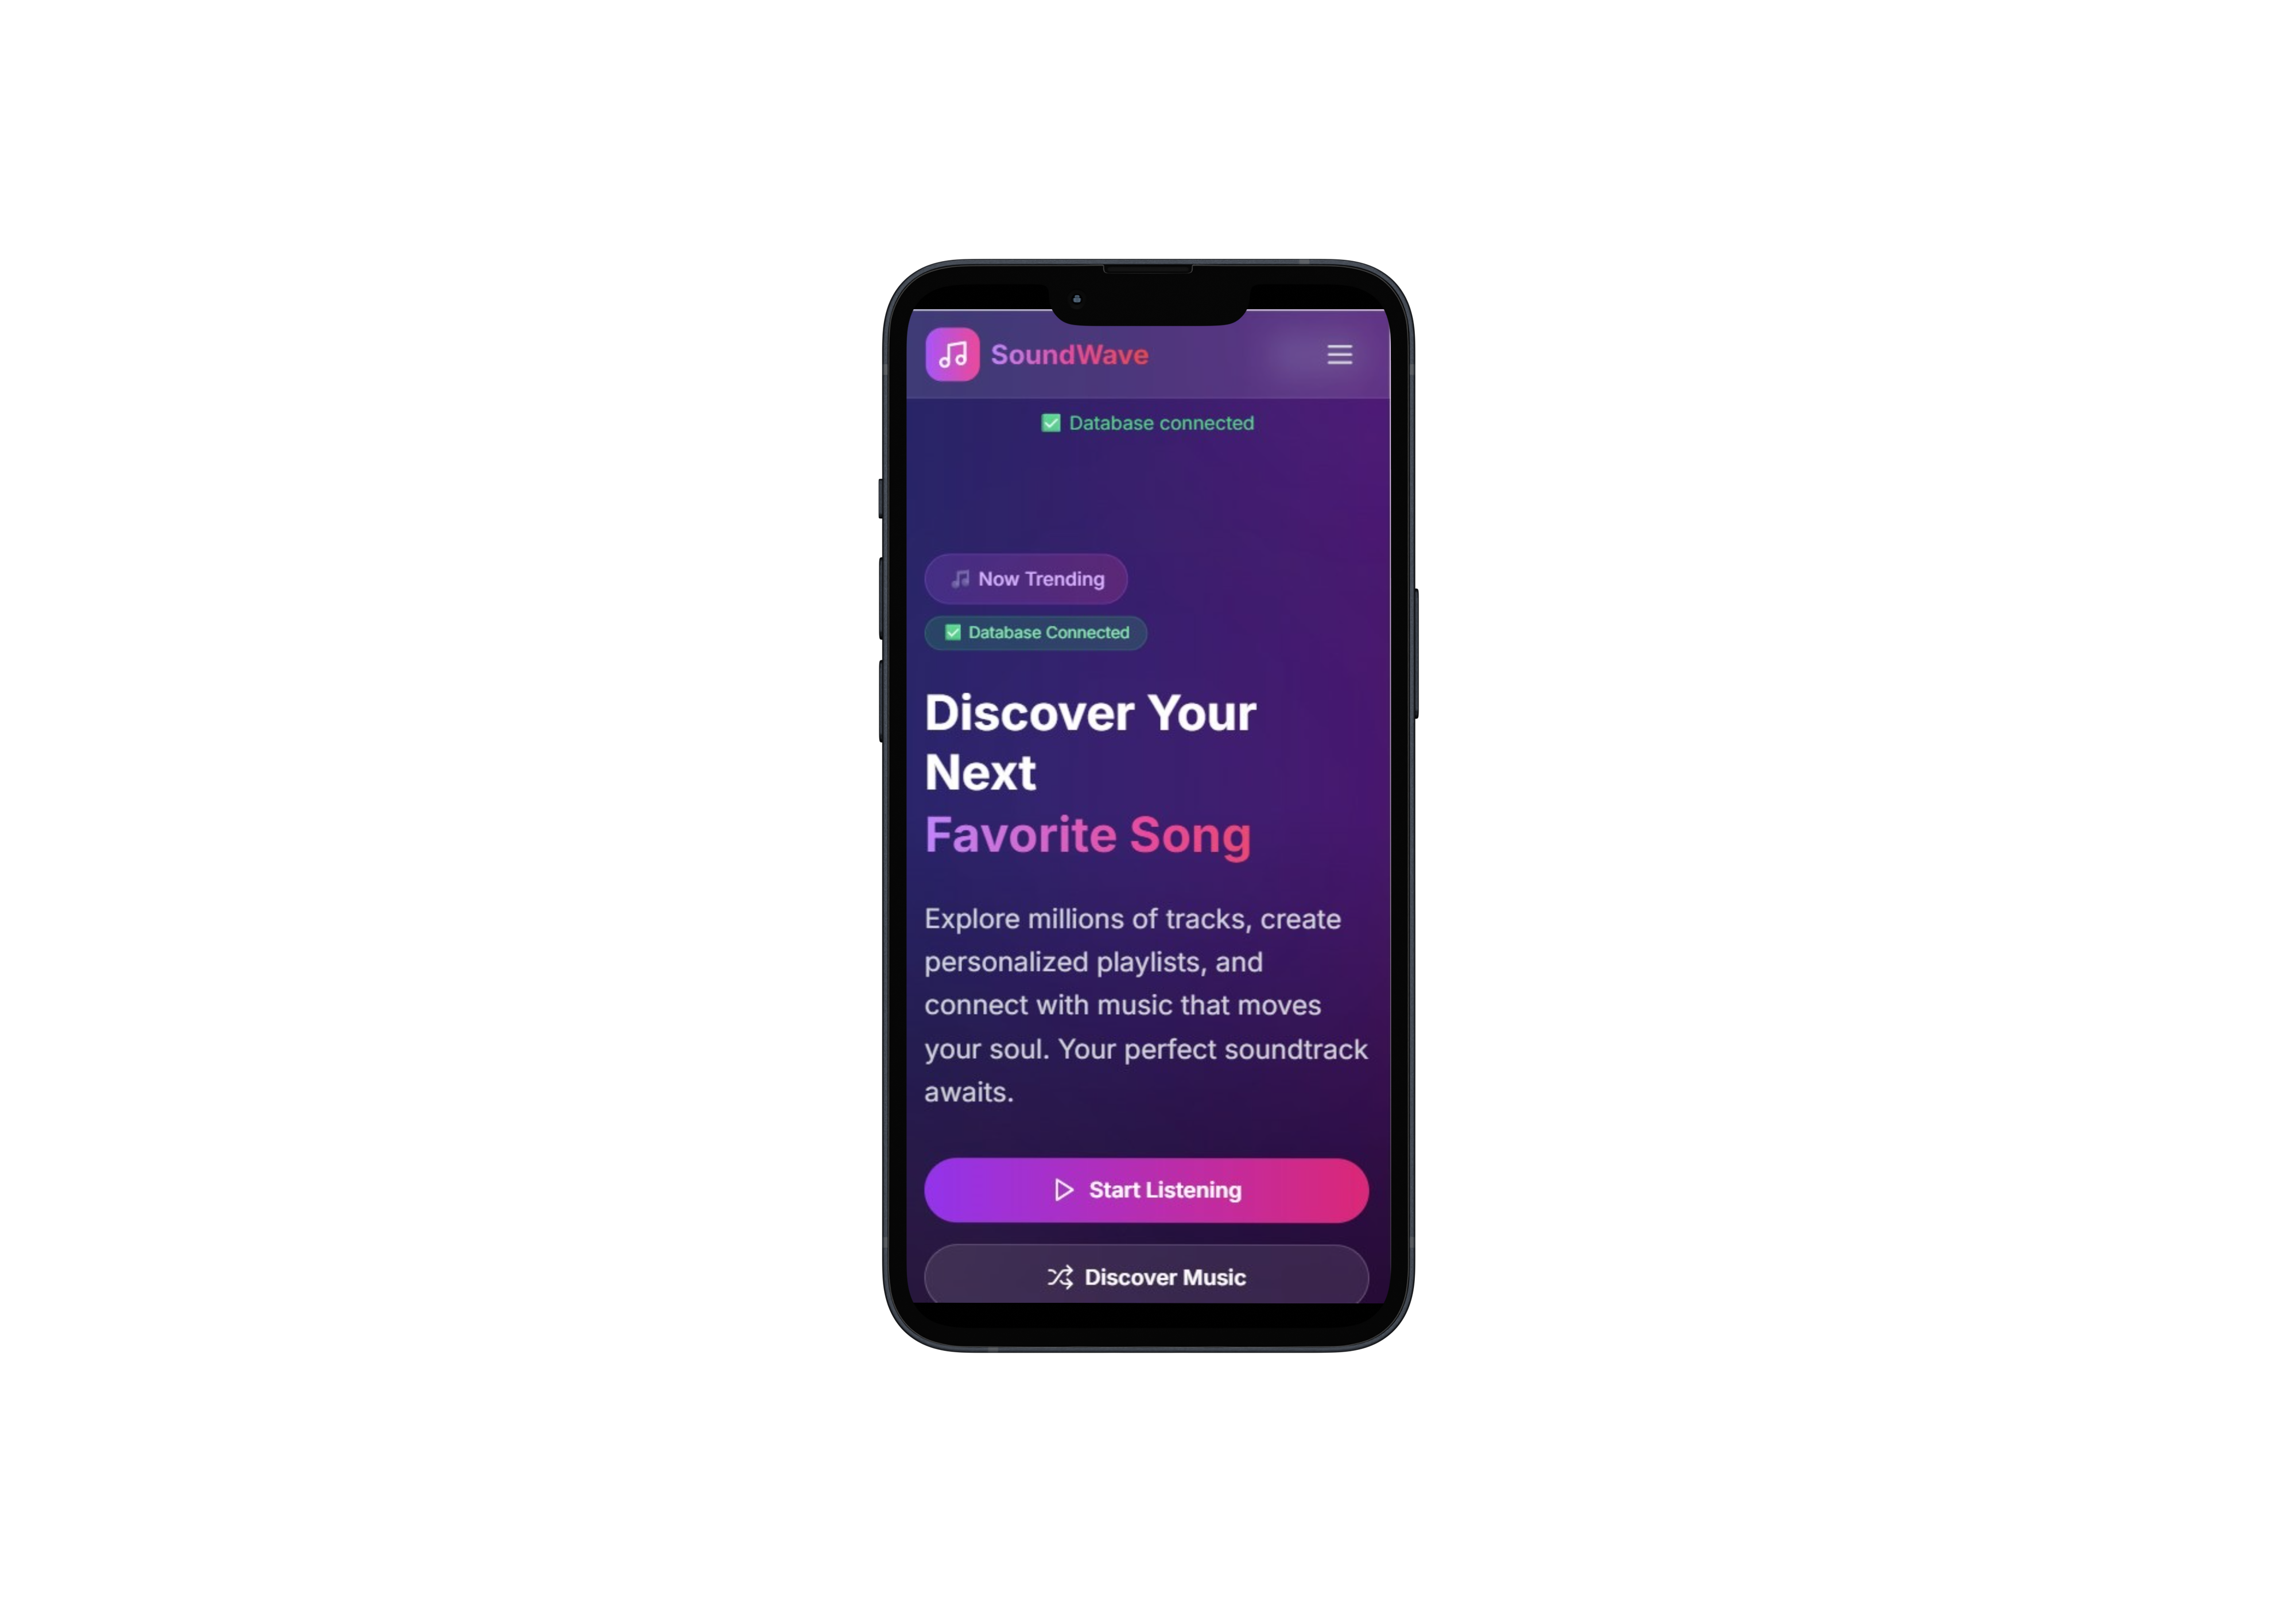 SoundWave
✅ Database connected
🎵 Now Trending
✅ Database Connected
Discover Your
Next
Favorite Song
Explore millions of tracks, create
personalized playlists, and
connect with music that moves
your soul. Your perfect soundtrack
awaits.
Start Listening
Discover Music